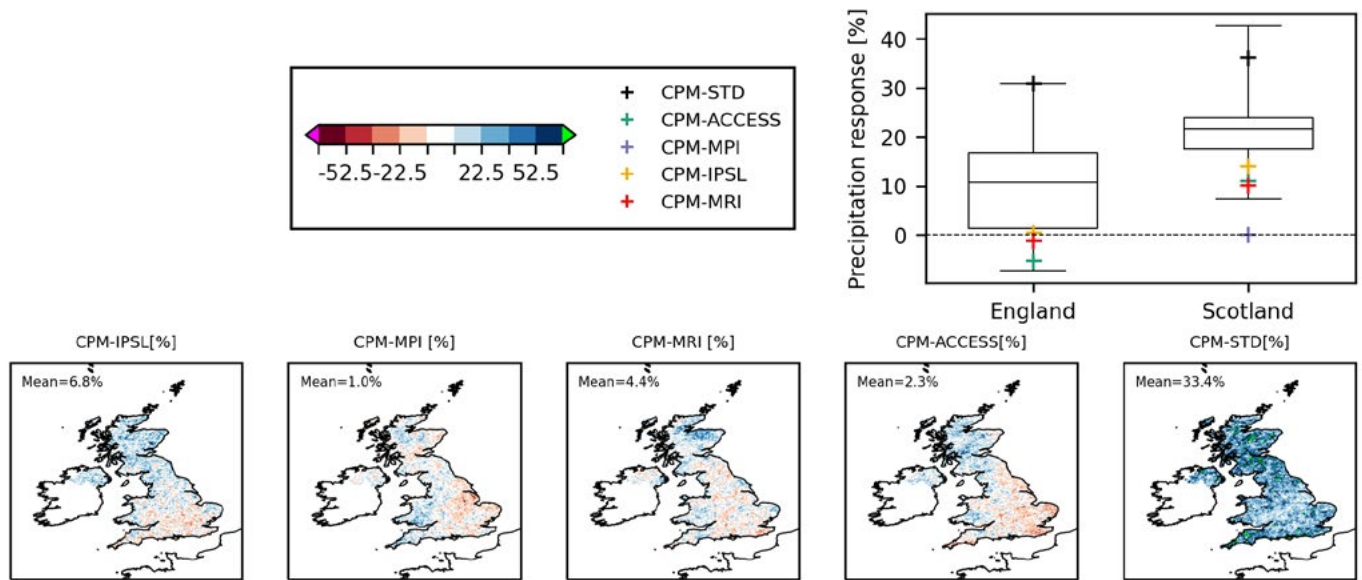 -52.5 -22.5 22.5 52.5
CPM-STD
CPM-ACCESS
CPM-MPI
CPM-IPSL
CPM-MRI
Precipitation response [%]
40
30
20
10
0
England Scotland
CPM-IPSL[%] CPM-MPI [%] CPM-MRI [%] CPM-ACCESS[%] CPM-STD[%]
Mean=6.8% Mean=1.0% Mean=4.4% Mean=2.3% Mean=33.4%